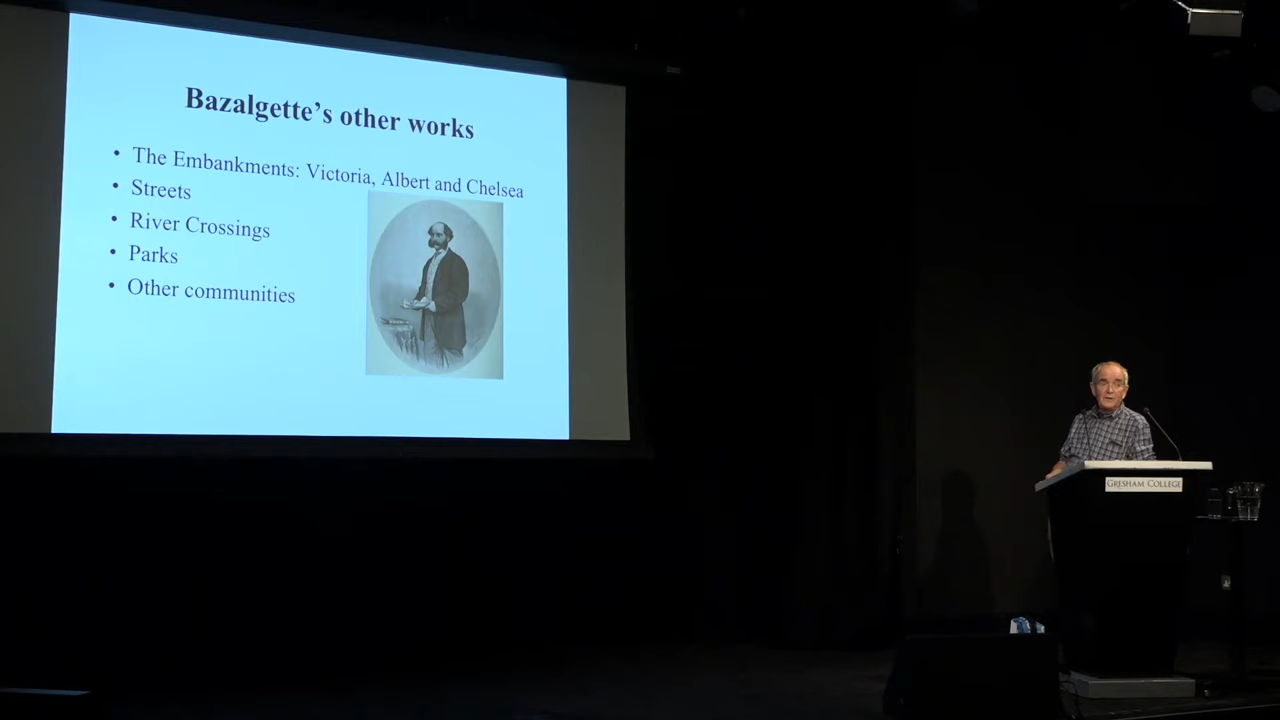 Bazalgette's other works
• The Embankments: Victoria, Albert and Chelsea
• Streets
• River Crossings
• Parks
• Other communities
GRESHAM COLLEGE